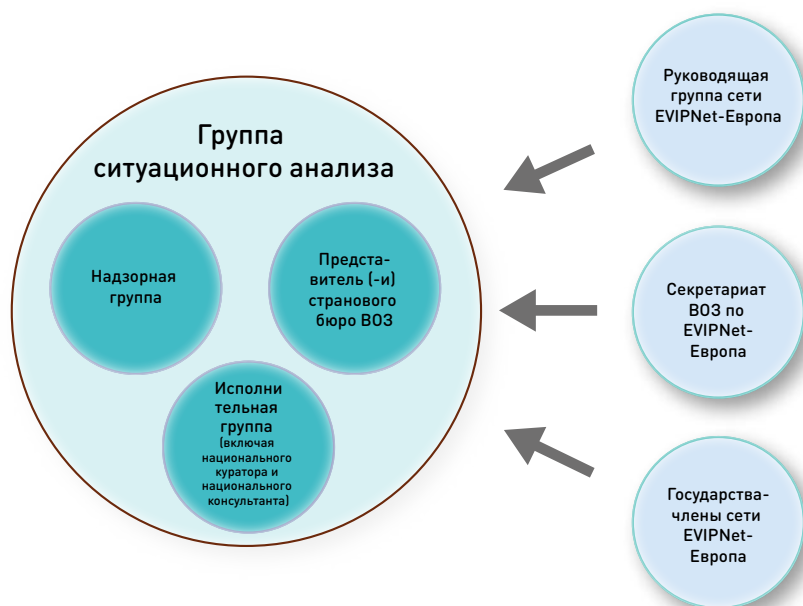 Группа
ситуационного анализа
Надзорная
группа
Предста-
витель (-и)
странового
бюро ВОЗ
Исполни
тельная
группа
(включая
национального
куратора и
национального
консультанта)
Руководящая
группа сети
EVIPNet-Европа
Секретариат
ВОЗ по
EVIPNet-
Европа
Государства-
члены сети
EVIPNet-
Европа